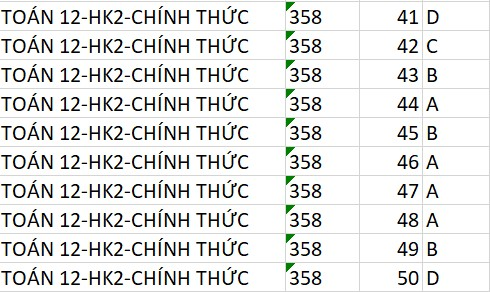 TOÁN 12-HK2-CHÍNH THỨC 358 41 D
TOÁN 12-HK2-CHÍNH THỨC 358 42 C
TOÁN 12-HK2-CHÍNH THỨC 358 43 B
TOÁN 12-HK2-CHÍNH THỨC 358 44 A
TOÁN 12-HK2-CHÍNH THỨC 358 45 B
TOÁN 12-HK2-CHÍNH THỨC 358 46 A
TOÁN 12-HK2-CHÍNH THỨC 358 47 A
TOÁN 12-HK2-CHÍNH THỨC 358 48 A
TOÁN 12-HK2-CHÍNH THỨC 358 49 B
TOÁN 12-HK2-CHÍNH THỨC 358 50 D